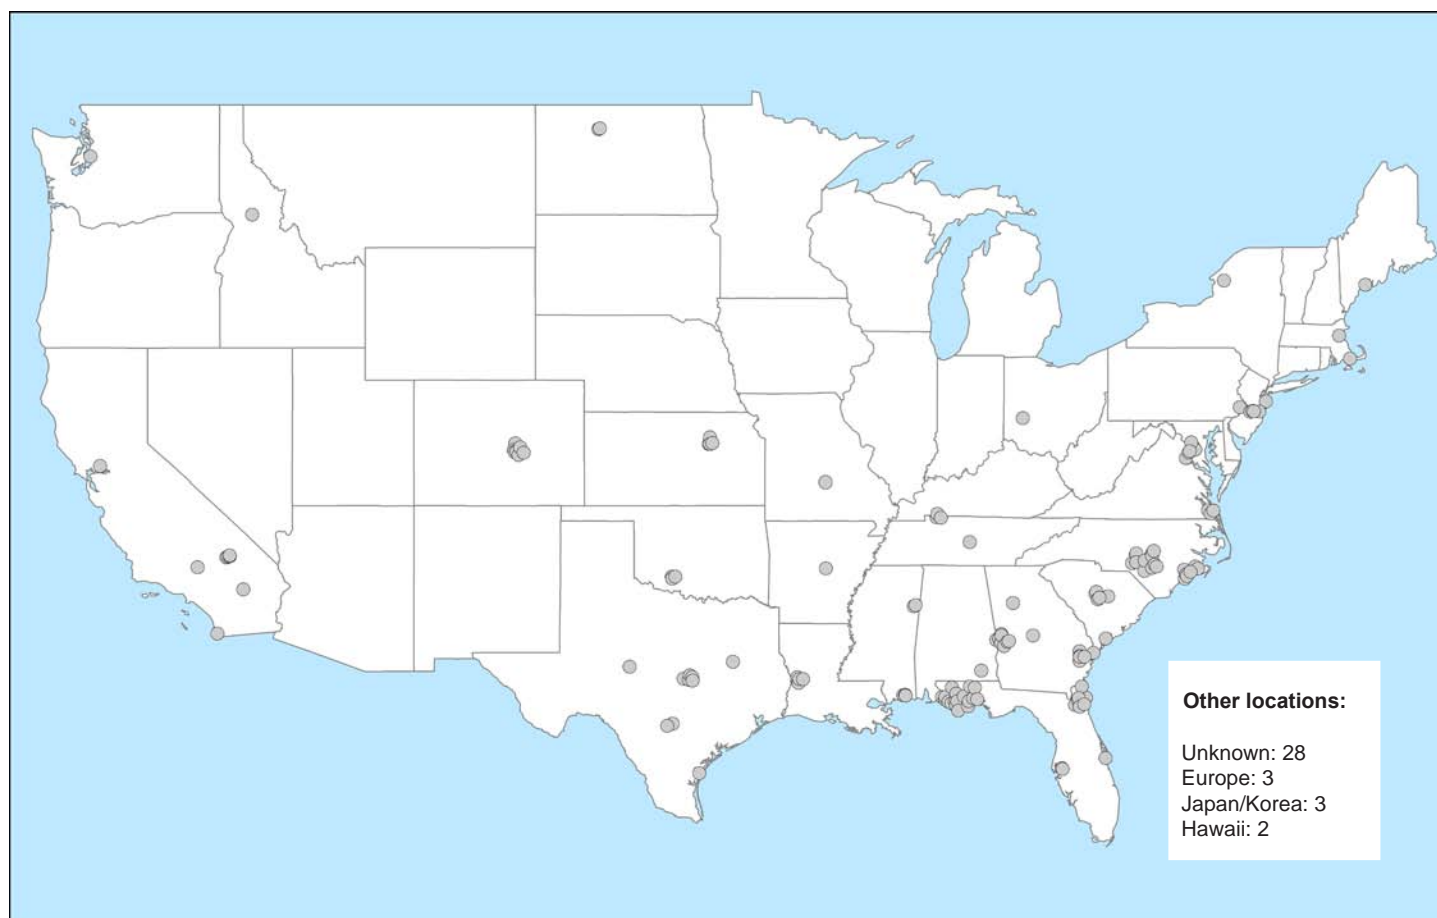 Other locations:
Unknown: 28
Europe: 3
Japan/Korea: 3
Hawaii: 2